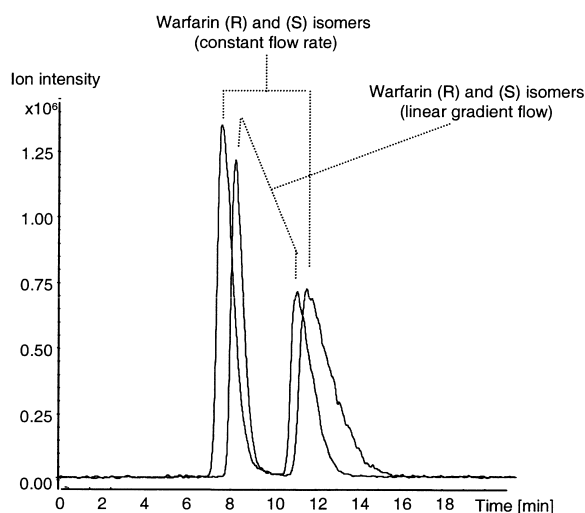 Warfarin (R) and (S) isomers
(constant flow rate)
Ion intensity
x10⁶
Warfarin (R) and (S) isomers
(linear gradient flow)
1.25
1.00
0.75
0.50
0.25
0.00
0 2 4 6 8 10 12 14 16 18 Time [min]